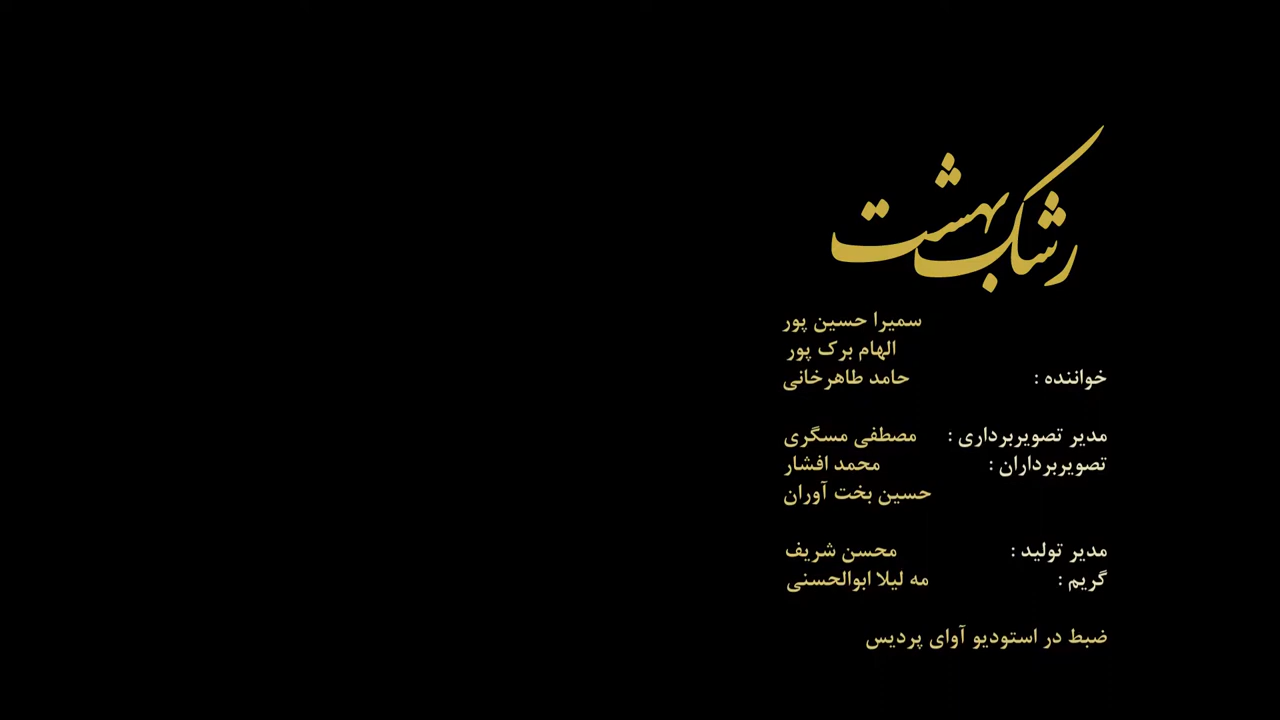 رشک بهشت
سمیرا حسین پور
الهام برک پور
خواننده : حامد طاهرخانی
مدیر تصویربرداری : مصطفی مسگری
تصویربرداران : محمد افشار
حسین بخت آوران
مدیر تولید : محسن شریف
گریم : مه لیلا ابوالحسنی
ضبط در استودیو آوای پردیس